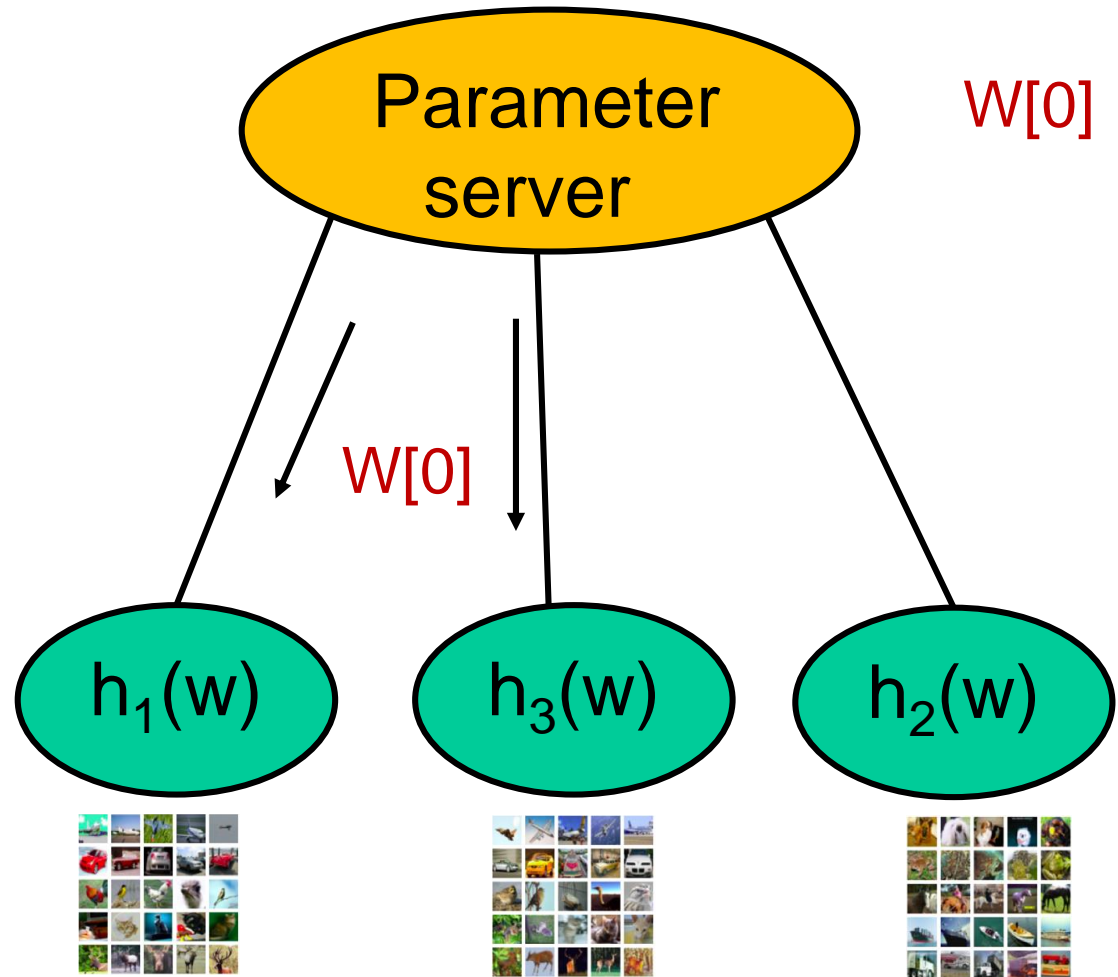 Parameter
server
W[0]
W[0]
h₁(w)
h₃(w)
h₂(w)